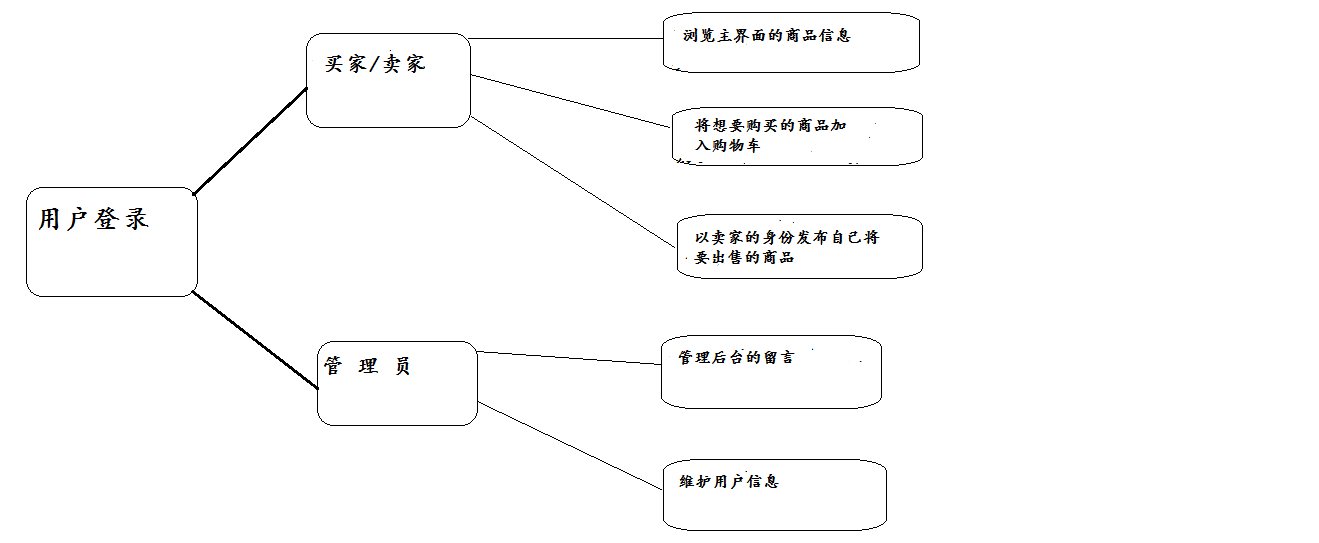 用户登录
买家/卖家
浏览主界面的商品信息
将想要购买的商品加
入购物车
以卖家的身份发布自己将
要出售的商品
管 理 员
管理后台的留言
维护用户信息